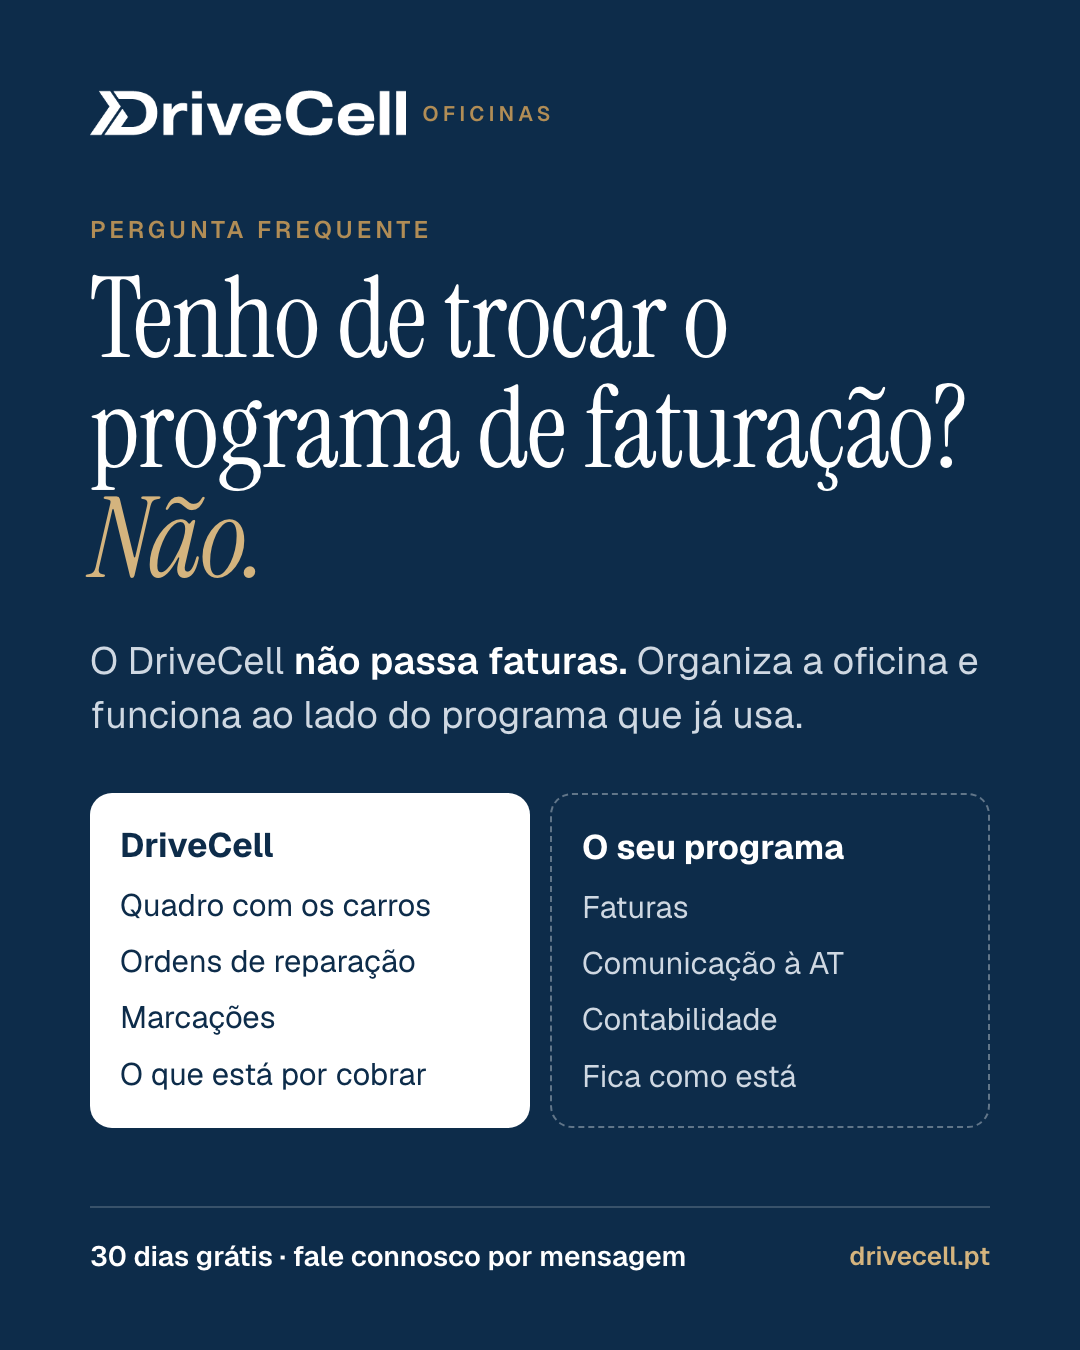 DriveCell OFICINAS
PERGUNTA FREQUENTE
Tenho de trocar o
programa de faturação?
Não.
O DriveCell não passa faturas. Organiza a oficina e
funciona ao lado do programa que já usa.
DriveCell
Quadro com os carros
Ordens de reparação
Marcações
O que está por cobrar
O seu programa
Faturas
Comunicação à AT
Contabilidade
Fica como está
30 dias grátis · fale connosco por mensagem
drivecell.pt